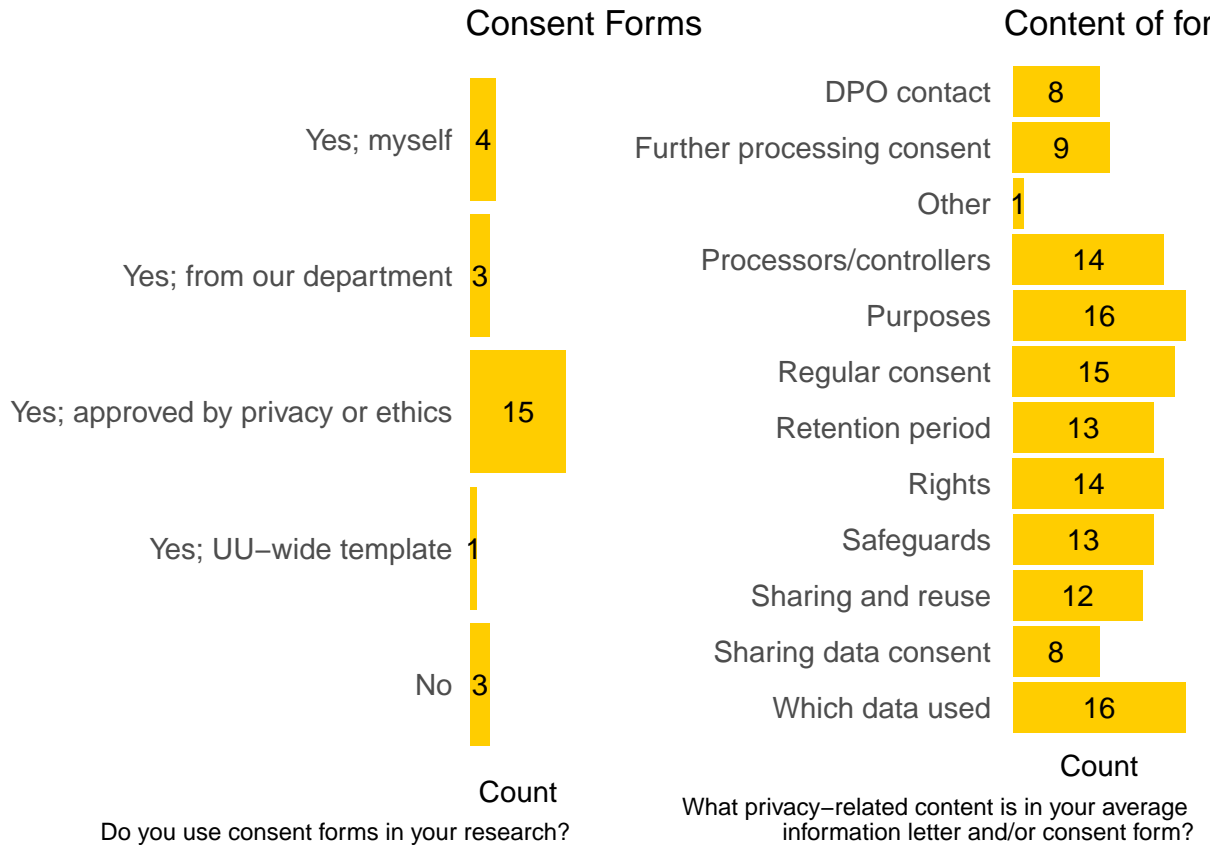 Consent Forms
Yes; myself 4
Yes; from our department 3
Yes; approved by privacy or ethics 15
Yes; UU−wide template 1
No 3
Count
Do you use consent forms in your research?
Content of for
DPO contact 8
Further processing consent 9
Other 1
Processors/controllers 14
Purposes 16
Regular consent 15
Retention period 13
Rights 14
Safeguards 13
Sharing and reuse 12
Sharing data consent 8
Which data used 16
Count
What privacy−related content is in your average
information letter and/or consent form?